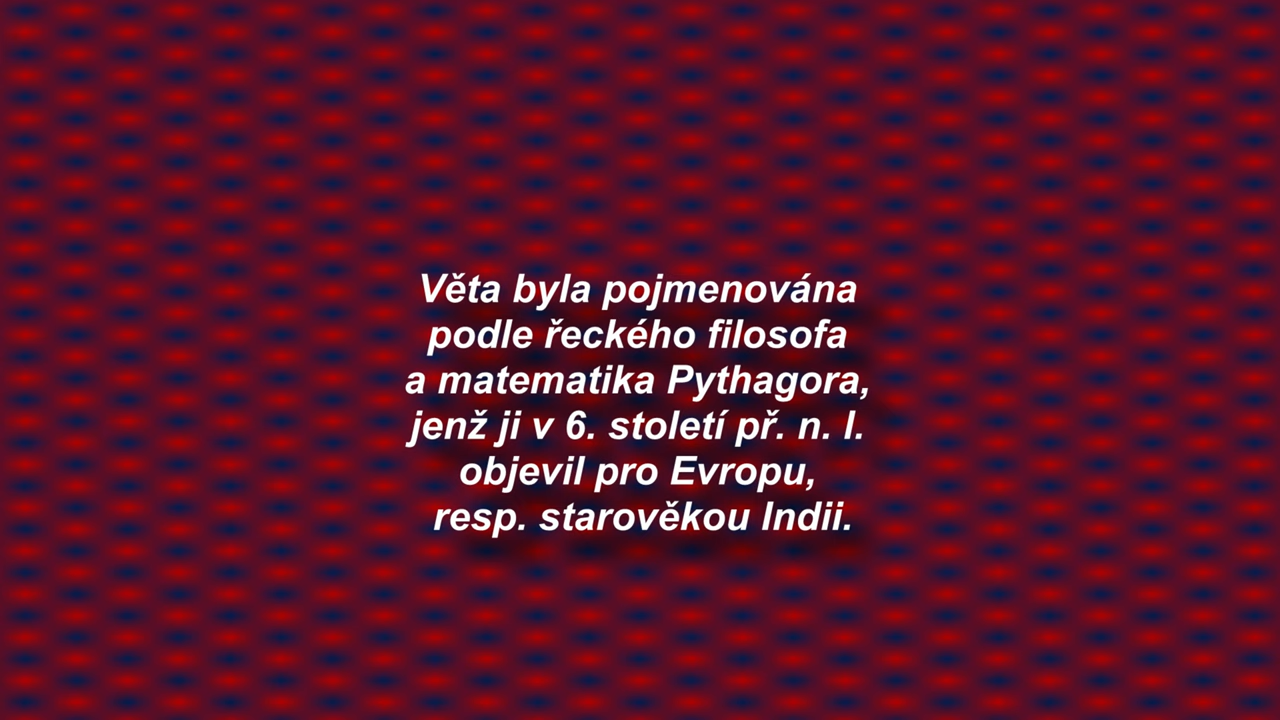 Věta byla pojmenována
podle řeckého filosofa
a matematika Pythagora,
jenž ji v 6. století př. n. l.
objevil pro Evropu,
resp. starověkou Indii.